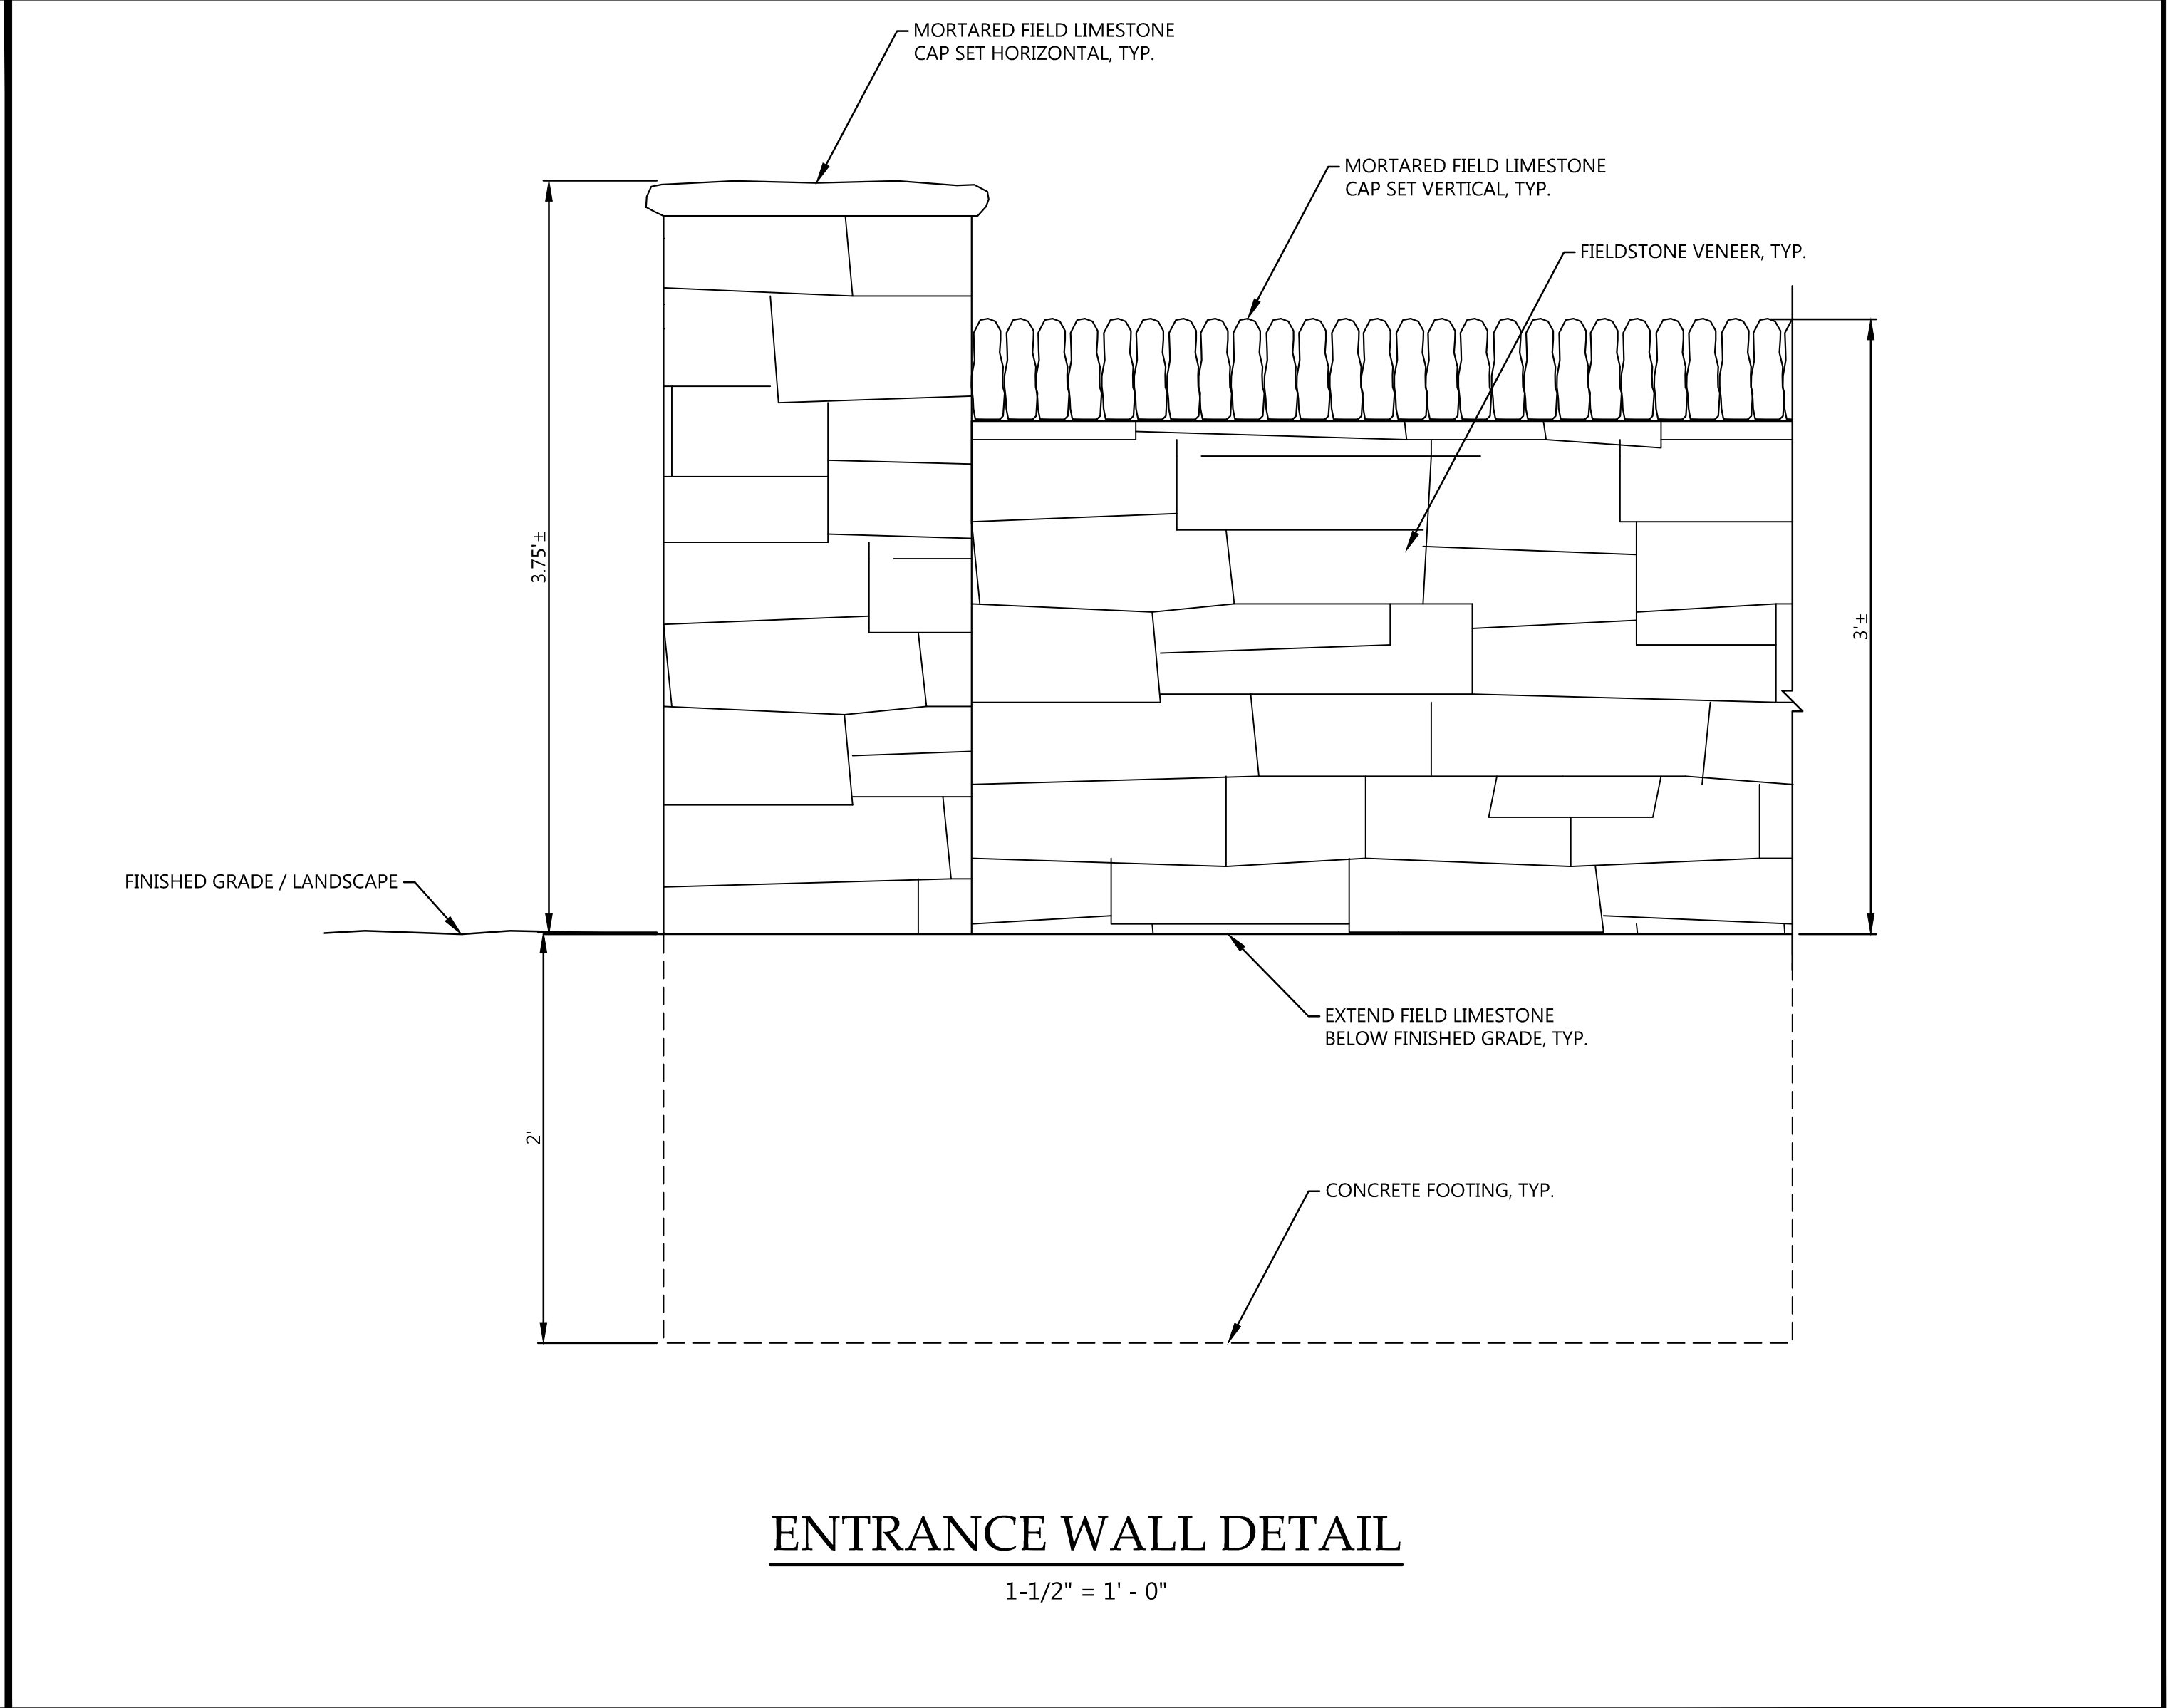 MORTARED FIELD LIMESTONE
CAP SET HORIZONTAL, TYP.
MORTARED FIELD LIMESTONE
CAP SET VERTICAL, TYP.
FIELDSTONE VENEER, TYP.
3.75'±
3'±
FINISHED GRADE / LANDSCAPE
EXTEND FIELD LIMESTONE
BELOW FINISHED GRADE, TYP.
2'
CONCRETE FOOTING, TYP.
ENTRANCE WALL DETAIL
1-1/2" = 1' - 0"